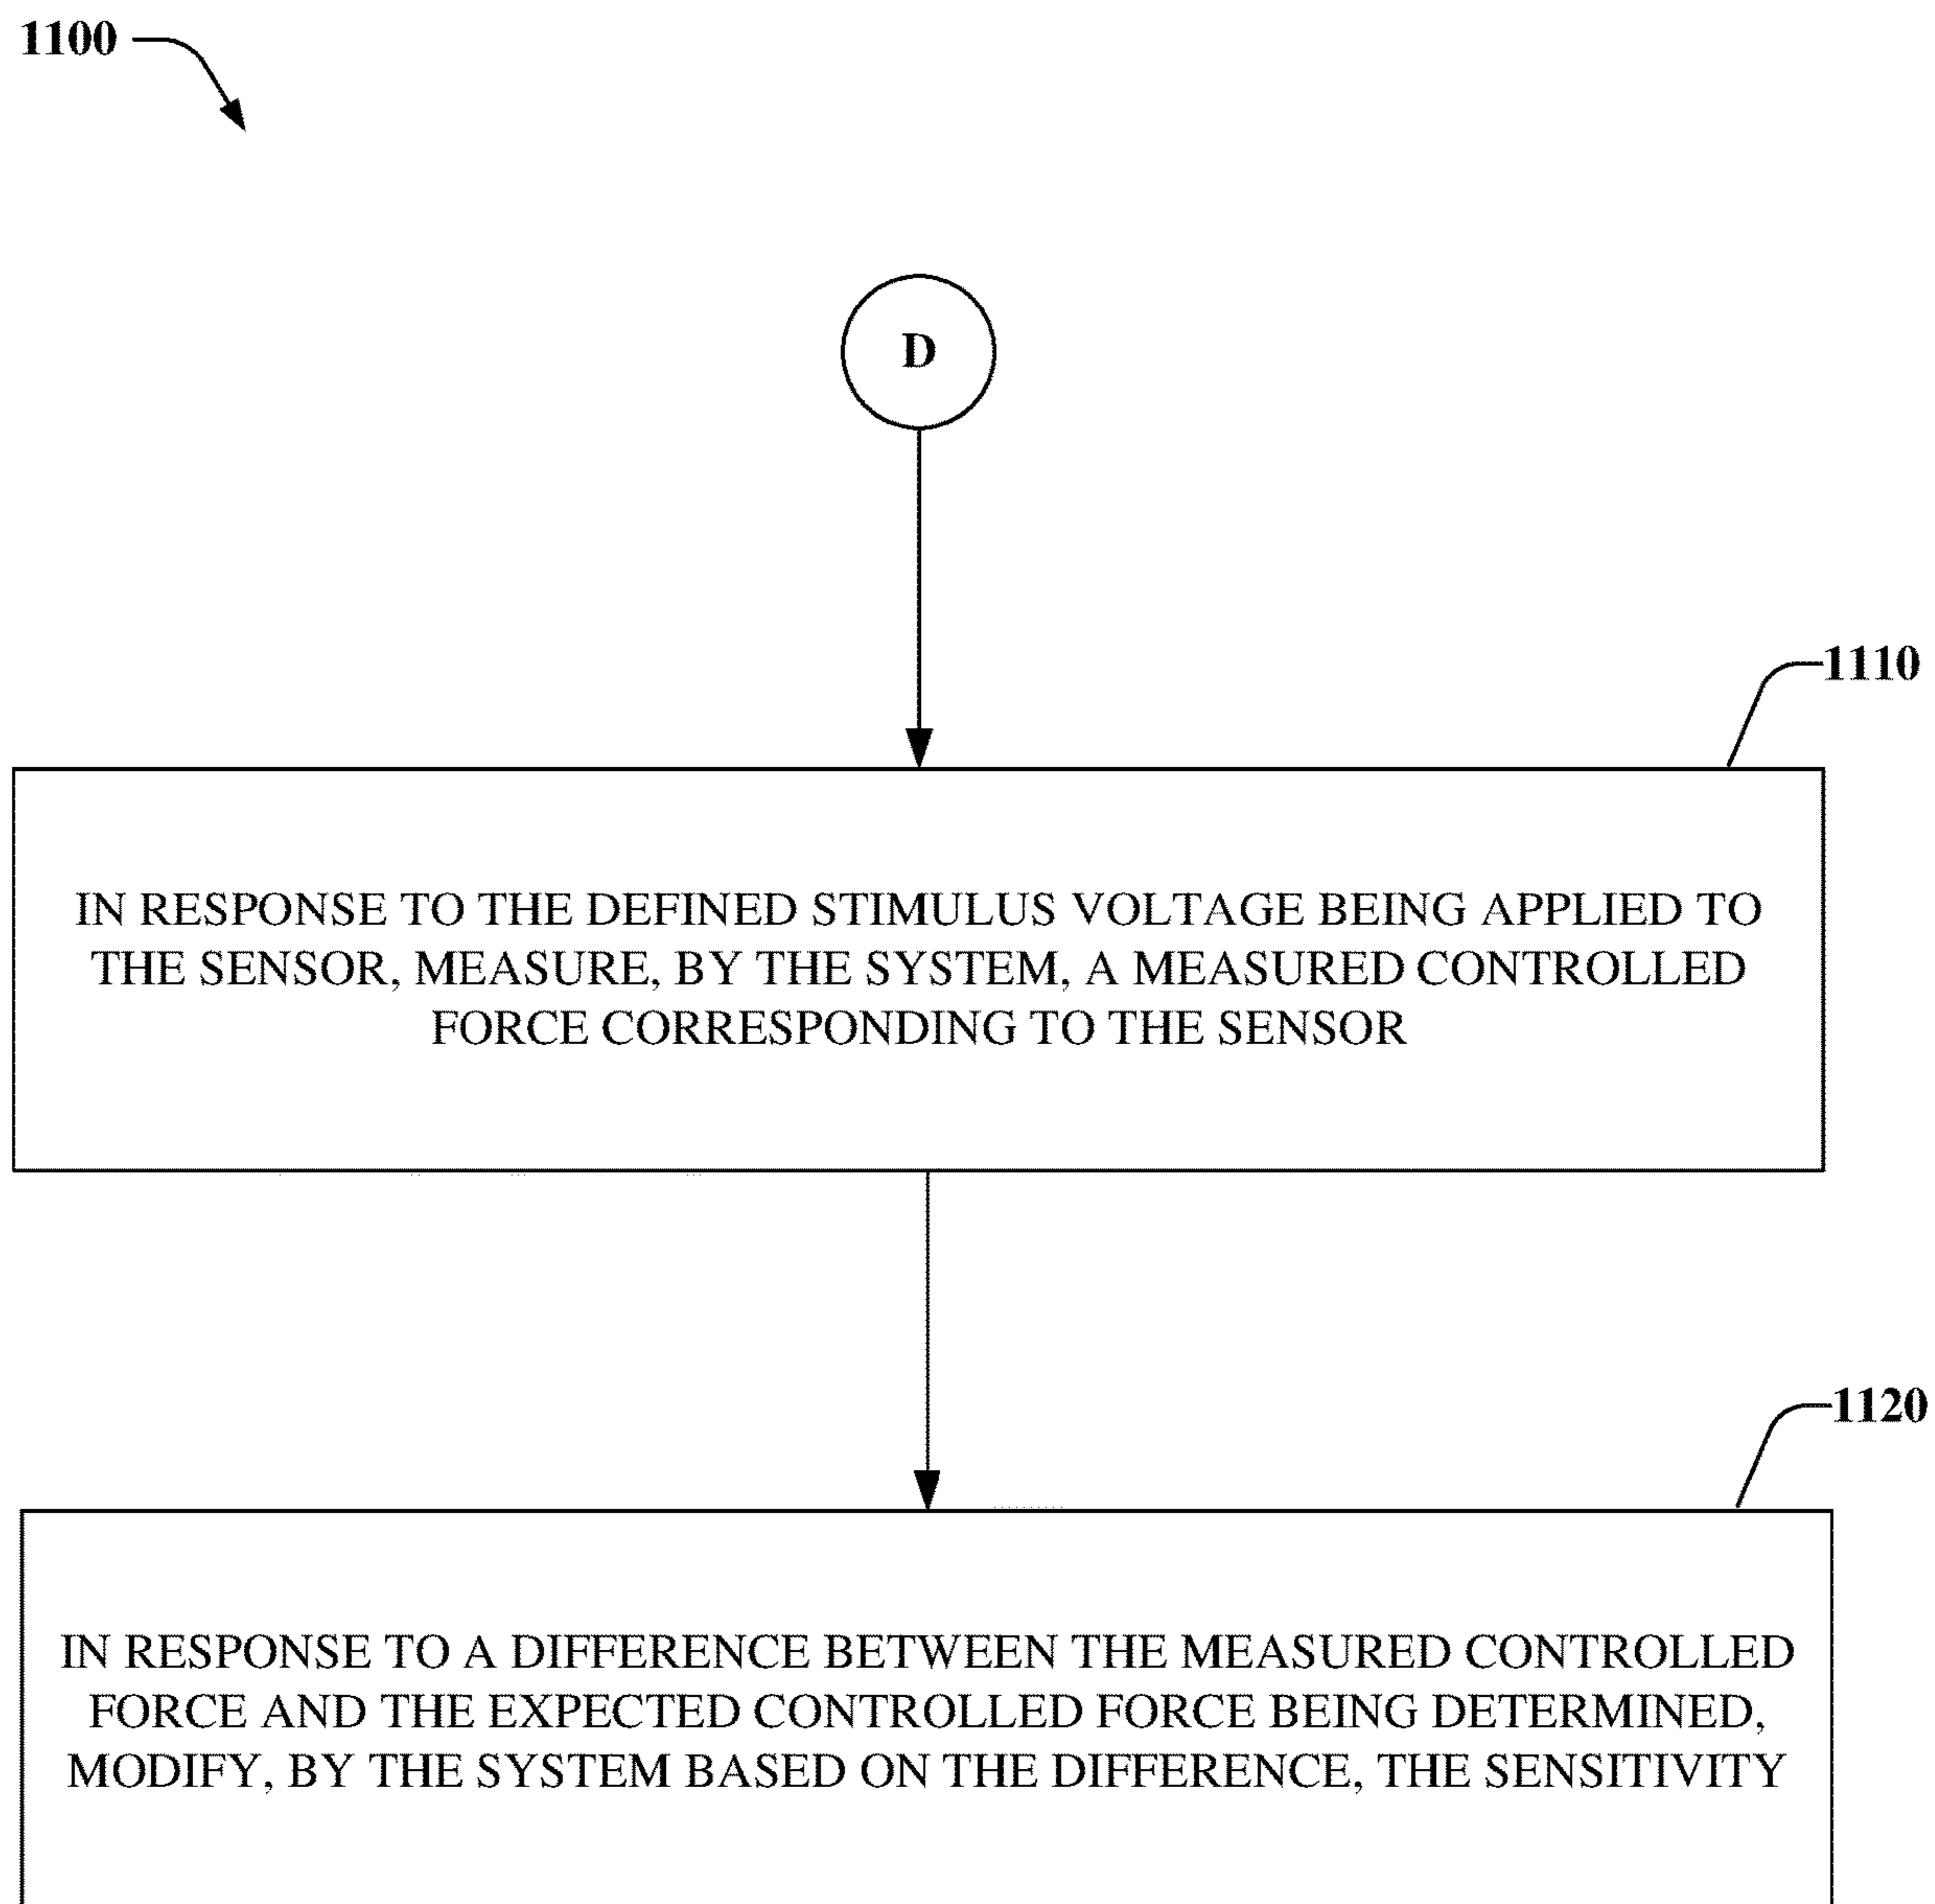 1100
D
1110
IN RESPONSE TO THE DEFINED STIMULUS VOLTAGE BEING APPLIED TO
THE SENSOR, MEASURE, BY THE SYSTEM, A MEASURED CONTROLLED
FORCE CORRESPONDING TO THE SENSOR
1120
IN RESPONSE TO A DIFFERENCE BETWEEN THE MEASURED CONTROLLED
FORCE AND THE EXPECTED CONTROLLED FORCE BEING DETERMINED,
MODIFY, BY THE SYSTEM BASED ON THE DIFFERENCE, THE SENSITIVITY